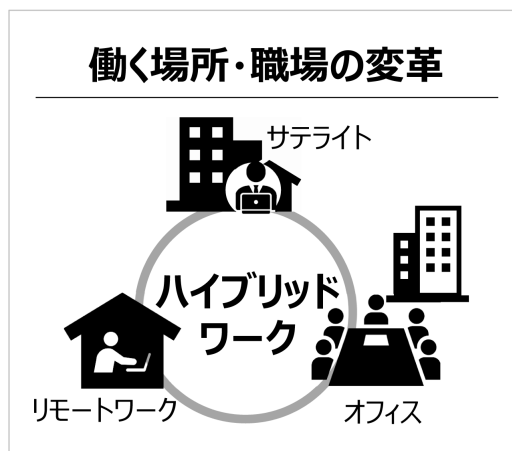 働く場所・職場の変革
サテライト
ハイブリッド
ワーク
リモートワーク
オフィス